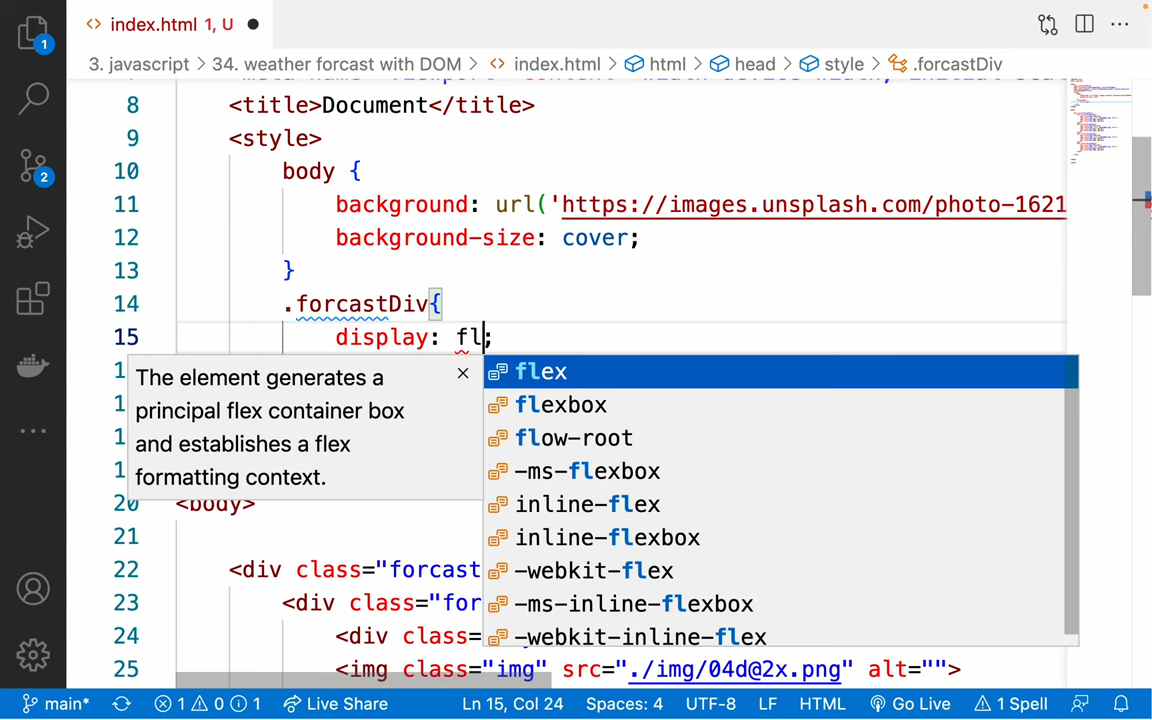 index.html 1, U
3. javascript > 34. weather forcast with DOM > index.html > html > head > style > .forcastDiv
8 <title>Document</title>
9 <style>
10 body {
11 background: url('https://images.unsplash.com/photo-1621
12 background-size: cover;
13 }
14 .forcastDiv{
15 display: fl;
The element generates a
principal flex container box
and establishes a flex
formatting context.
flex
flexbox
flow-root
-ms-flexbox
inline-flex
inline-flexbox
-webkit-flex
-ms-inline-flexbox
-webkit-inline-flex
20 <body>
21
22 <div class="forcast
23 <div class="for
24 <div class=
25 <img class="img" src="./img/04d@2x.png" alt="">
1
2
main* 1 0 1 Live Share Ln 15, Col 24 Spaces: 4 UTF-8 LF HTML Go Live 1 Spell